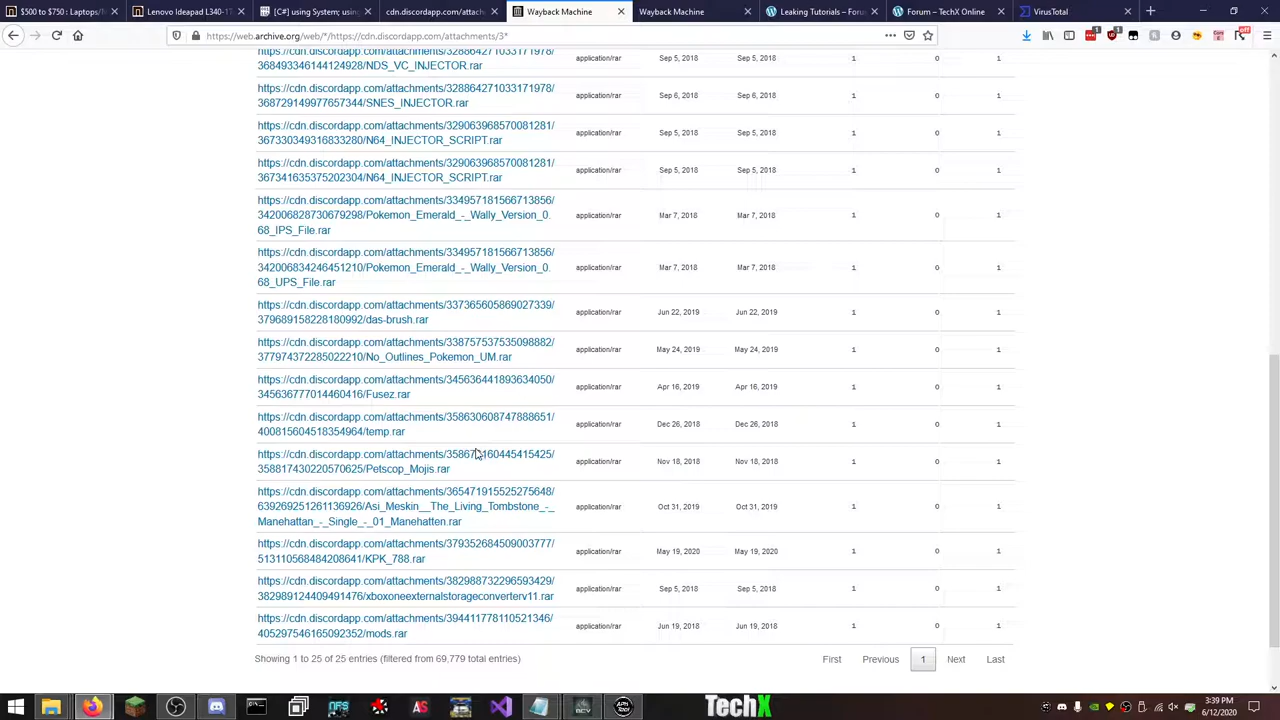 $500 to $750 | Laptops/
Lenovo Ideapad L340-1
[C#] using System; using
cdn.discordapp.com/attach
Wayback Machine
Wayback Machine
Leaking Tutorials – Forum
Forum – TechX Online
VirusTotal
https://web.archive.org/web/*/https://cdn.discordapp.com/attachments/3*
https://cdn.discordapp.com/attachments/328864271033171978/
368493346144124928/NDS_VC_INJECTOR.rar
application/rar Sep 5, 2018 Sep 5, 2018 1 0 1
https://cdn.discordapp.com/attachments/328864271033171978/
368729149977657344/SNES_INJECTOR.rar
application/rar Sep 6, 2018 Sep 6, 2018 1 0 1
https://cdn.discordapp.com/attachments/329063968570081281/
367330349316833280/N64_INJECTOR_SCRIPT.rar
application/rar Sep 5, 2018 Sep 5, 2018 1 0 1
https://cdn.discordapp.com/attachments/329063968570081281/
367341635375202304/N64_INJECTOR_SCRIPT.rar
application/rar Sep 5, 2018 Sep 5, 2018 1 0 1
https://cdn.discordapp.com/attachments/334957181566713856/
342006828730679298/Pokemon_Emerald_-_Wally_Version_0.
68_IPS_File.rar
application/rar Mar 7, 2018 Mar 7, 2018 1 0 1
https://cdn.discordapp.com/attachments/334957181566713856/
342006834246451210/Pokemon_Emerald_-_Wally_Version_0.
68_UPS_File.rar
application/rar Mar 7, 2018 Mar 7, 2018 1 0 1
https://cdn.discordapp.com/attachments/337365605869027339/
379689158228180992/das-brush.rar
application/rar Jun 22, 2019 Jun 22, 2019 1 0 1
https://cdn.discordapp.com/attachments/338757537535098882/
377974372285022210/No_Outlines_Pokemon_UM.rar
application/rar May 24, 2019 May 24, 2019 1 0 1
https://cdn.discordapp.com/attachments/345636441893634050/
345636777014460416/Fusez.rar
application/rar Apr 16, 2019 Apr 16, 2019 1 0 1
https://cdn.discordapp.com/attachments/358630608747888651/
400815604518354964/temp.rar
application/rar Dec 26, 2018 Dec 26, 2018 1 0 1
358817430220570625/Petscop_Mojis.rar
application/rar Nov 18, 2018 Nov 18, 2018 1 0 1
https://cdn.discordapp.com/attachments/365471915525275648/
639269251261136926/Asi_Meskin__The_Living_Tombstone_-_
Manehattan_-_Single_-_01_Manehatten.rar
application/rar Oct 31, 2019 Oct 31, 2019 1 0 1
https://cdn.discordapp.com/attachments/379352684509003777/
513110568484208641/KPK_788.rar
application/rar May 19, 2020 May 19, 2020 1 0 1
https://cdn.discordapp.com/attachments/382988732296593429/
382989124409491476/xboxoneexternalstorageconverterv11.rar
application/rar Sep 5, 2018 Sep 5, 2018 1 0 1
https://cdn.discordapp.com/attachments/394411778110521346/
405297546165092352/mods.rar
application/rar Jun 19, 2018 Jun 19, 2018 1 0 1
Showing 1 to 25 of 25 entries (filtered from 69,779 total entries)
First Previous 1 Next Last
TechX
3:39 PM
6/12/2020